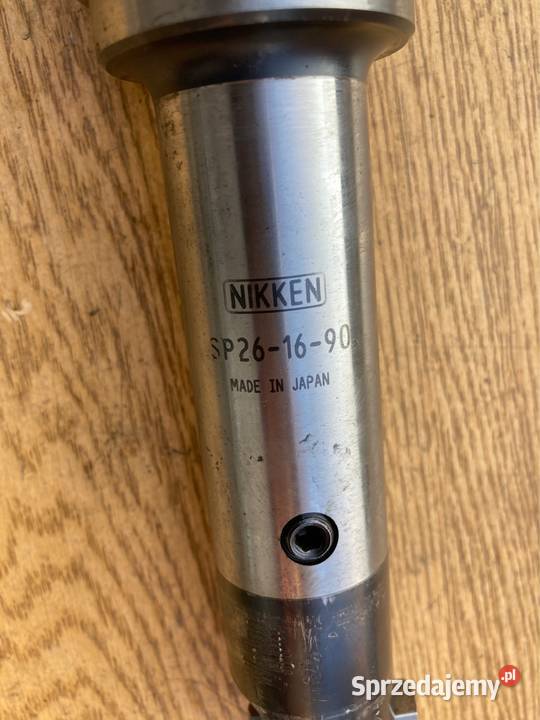 NIKKEN
SP26-16-90
MADE IN JAPAN
Sprzedajemy.pl